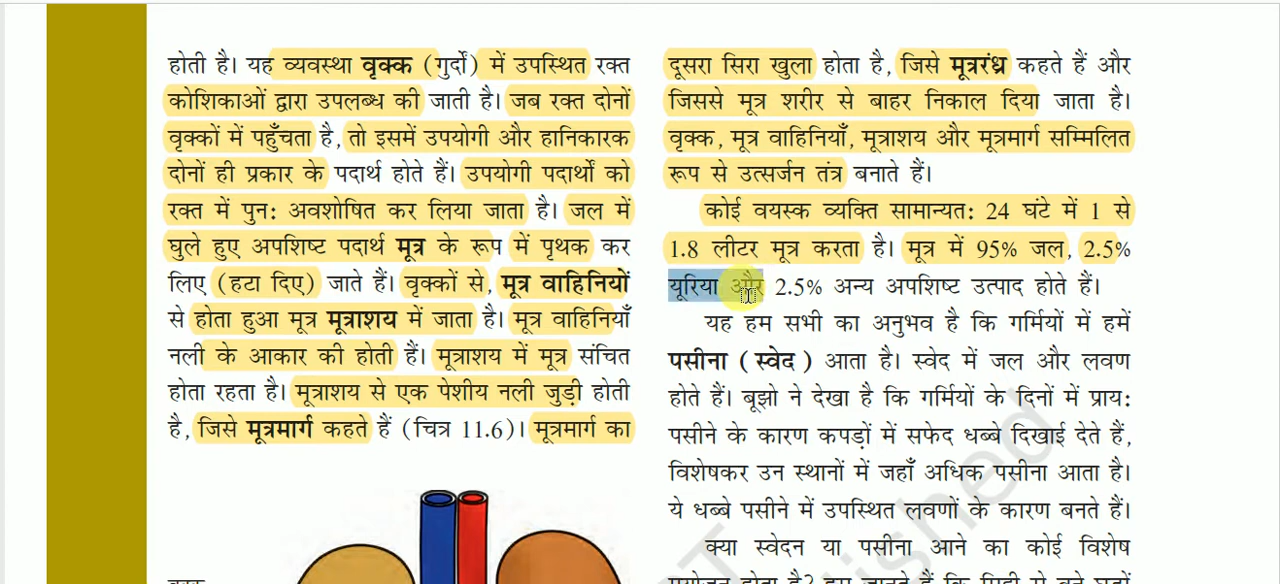 होती है। यह व्यवस्था वृक्क (गुर्दों) में उपस्थित रक्त
कोशिकाओं द्वारा उपलब्ध की जाती है। जब रक्त दोनों
वृक्कों में पहुँचता है, तो इसमें उपयोगी और हानिकारक
दोनों ही प्रकार के पदार्थ होते हैं। उपयोगी पदार्थों को
रक्त में पुन: अवशोषित कर लिया जाता है। जल में
घुले हुए अपशिष्ट पदार्थ मूत्र के रूप में पृथक कर
लिए (हटा दिए) जाते हैं। वृक्कों से, मूत्र वाहिनियों
से होता हुआ मूत्र मूत्राशय में जाता है। मूत्र वाहिनियाँ
नली के आकार की होती हैं। मूत्राशय में मूत्र संचित
होता रहता है। मूत्राशय से एक पेशीय नली जुड़ी होती
है, जिसे मूत्रमार्ग कहते हैं (चित्र 11.6)। मूत्रमार्ग का
दूसरा सिरा खुला होता है, जिसे मूत्ररंध्र कहते हैं और
जिससे मूत्र शरीर से बाहर निकाल दिया जाता है।
वृक्क, मूत्र वाहिनियाँ, मूत्राशय और मूत्रमार्ग सम्मिलित
रूप से उत्सर्जन तंत्र बनाते हैं।
कोई वयस्क व्यक्ति सामान्यत: 24 घंटे में 1 से
1.8 लीटर मूत्र करता है। मूत्र में 95% जल, 2.5%
यूरिया और 2.5% अन्य अपशिष्ट उत्पाद होते हैं।
यह हम सभी का अनुभव है कि गर्मियों में हमें
पसीना (स्वेद) आता है। स्वेद में जल और लवण
होते हैं। बूझो ने देखा है कि गर्मियों के दिनों में प्राय:
पसीने के कारण कपड़ों में सफेद धब्बे दिखाई देते हैं,
विशेषकर उन स्थानों में जहाँ अधिक पसीना आता है।
ये धब्बे पसीने में उपस्थित लवणों के कारण बनते हैं।
क्या स्वेदन या पसीना आने का कोई विशेष